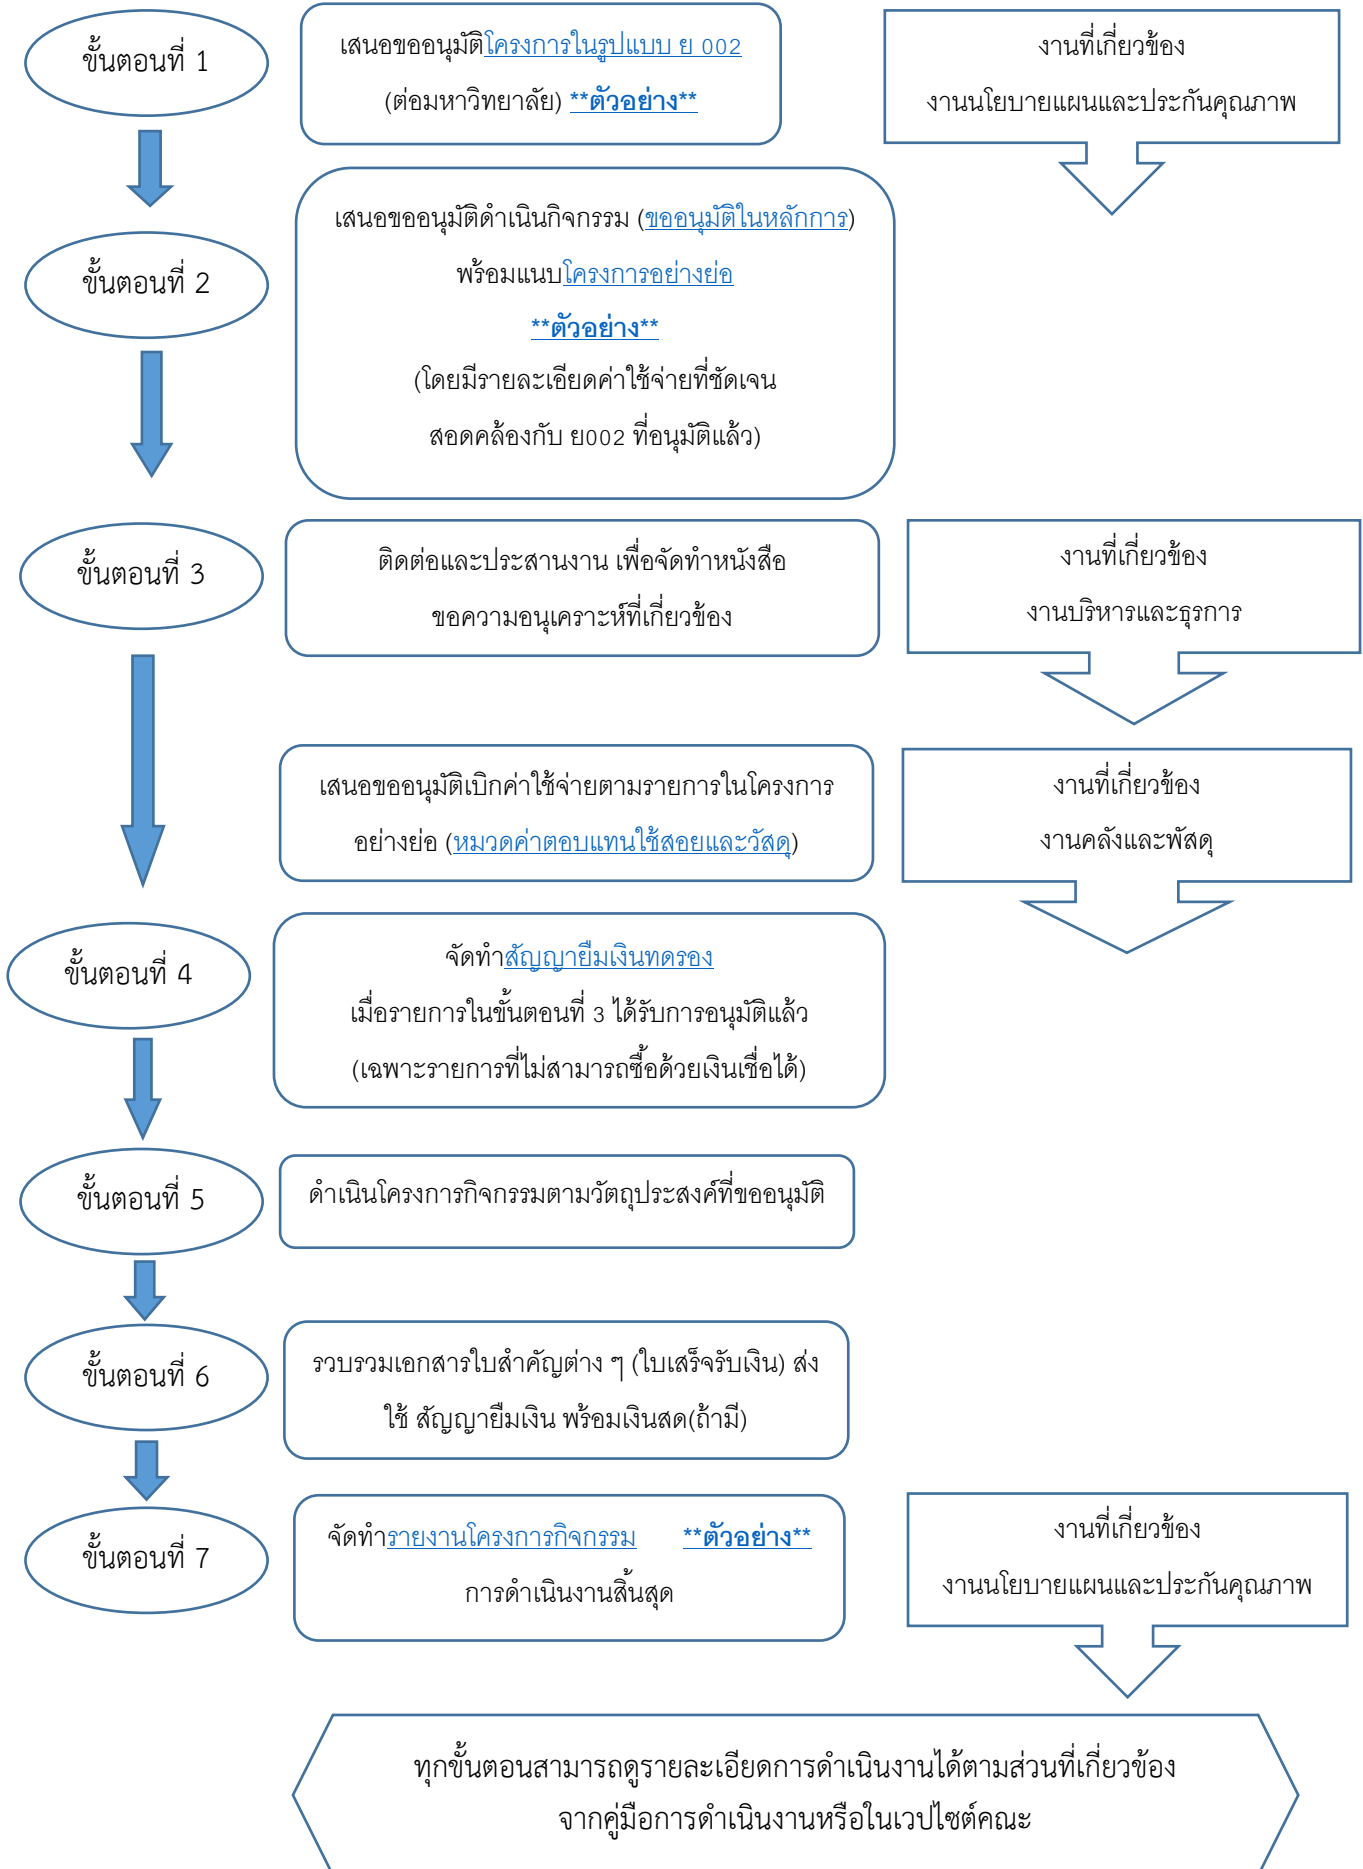 ขั้นตอนที่ 1
เสนอขออนุมัติโครงการในรูปแบบ ย 002
(ต่อมหาวิทยาลัย) **ตัวอย่าง**
งานที่เกี่ยวข้อง
งานนโยบายแผนและประกันคุณภาพ
ขั้นตอนที่ 2
เสนอขออนุมัติดำเนินกิจกรรม (ขออนุมัติในหลักการ)
พร้อมแนบโครงการอย่างย่อ
**ตัวอย่าง**
(โดยมีรายละเอียดค่าใช้จ่ายที่ชัดเจน
สอดคล้องกับ ย002 ที่อนุมัติแล้ว)
ขั้นตอนที่ 3
ติดต่อและประสานงาน เพื่อจัดทำหนังสือ
ขอความอนุเคราะห์ที่เกี่ยวข้อง
งานที่เกี่ยวข้อง
งานบริหารและธุรการ
เสนอขออนุมัติเบิกค่าใช้จ่ายตามรายการในโครงการ
อย่างย่อ (หมวดค่าตอบแทนใช้สอยและวัสดุ)
งานที่เกี่ยวข้อง
งานคลังและพัสดุ
ขั้นตอนที่ 4
จัดทำสัญญายืมเงินทดรอง
เมื่อรายการในขั้นตอนที่ 3 ได้รับการอนุมัติแล้ว
(เฉพาะรายการที่ไม่สามารถซื้อด้วยเงินเชื่อได้)
ขั้นตอนที่ 5
ดำเนินโครงการกิจกรรมตามวัตถุประสงค์ที่ขออนุมัติ
ขั้นตอนที่ 6
รวบรวมเอกสารใบสำคัญต่าง ๆ (ใบเสร็จรับเงิน) ส่ง
ใช้ สัญญายืมเงิน พร้อมเงินสด(ถ้ามี)
ขั้นตอนที่ 7
จัดทำรายงานโครงการกิจกรรม **ตัวอย่าง**
การดำเนินงานสิ้นสุด
งานที่เกี่ยวข้อง
งานนโยบายแผนและประกันคุณภาพ
ทุกขั้นตอนสามารถดูรายละเอียดการดำเนินงานได้ตามส่วนที่เกี่ยวข้อง
จากคู่มือการดำเนินงานหรือในเวปไซต์คณะ